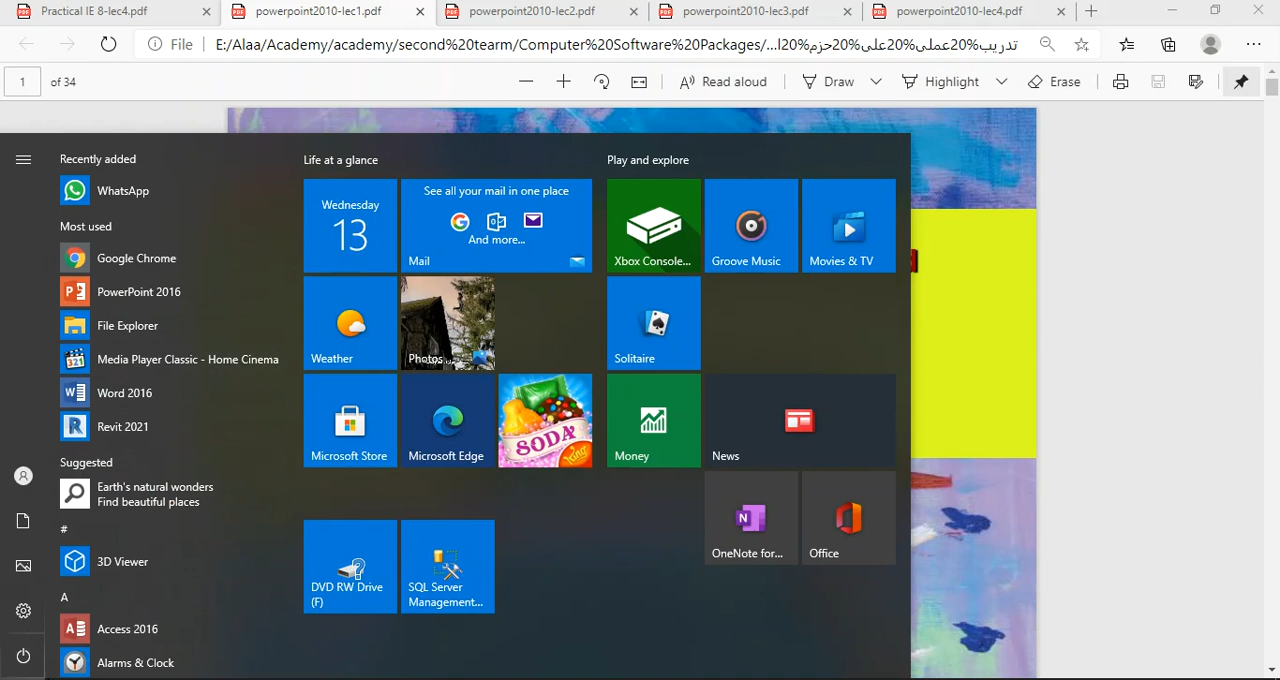 Practical IE 8-lec4.pdf
powerpoint2010-lec1.pdf
powerpoint2010-lec2.pdf
powerpoint2010-lec3.pdf
powerpoint2010-lec4.pdf
File
E:/Alaa/Academy/academy/second%20tearm/Computer%20Software%20Packages/...تدريب%20عملى%20على%20حزم%20ا
1
of 34
Read aloud
Draw
Highlight
Erase
Recently added
WhatsApp
Most used
Google Chrome
PowerPoint 2016
File Explorer
Media Player Classic - Home Cinema
Word 2016
Revit 2021
Suggested
Earth's natural wonders
Find beautiful places
#
3D Viewer
A
Access 2016
Alarms & Clock
Life at a glance
Wednesday
13
See all your mail in one place
And more...
Mail
Weather
Photos
Microsoft Store
Microsoft Edge
SODA
King
DVD RW Drive
(F)
SQL Server
Management...
Play and explore
Xbox Console...
Groove Music
Movies & TV
Solitaire
Money
News
OneNote for...
Office